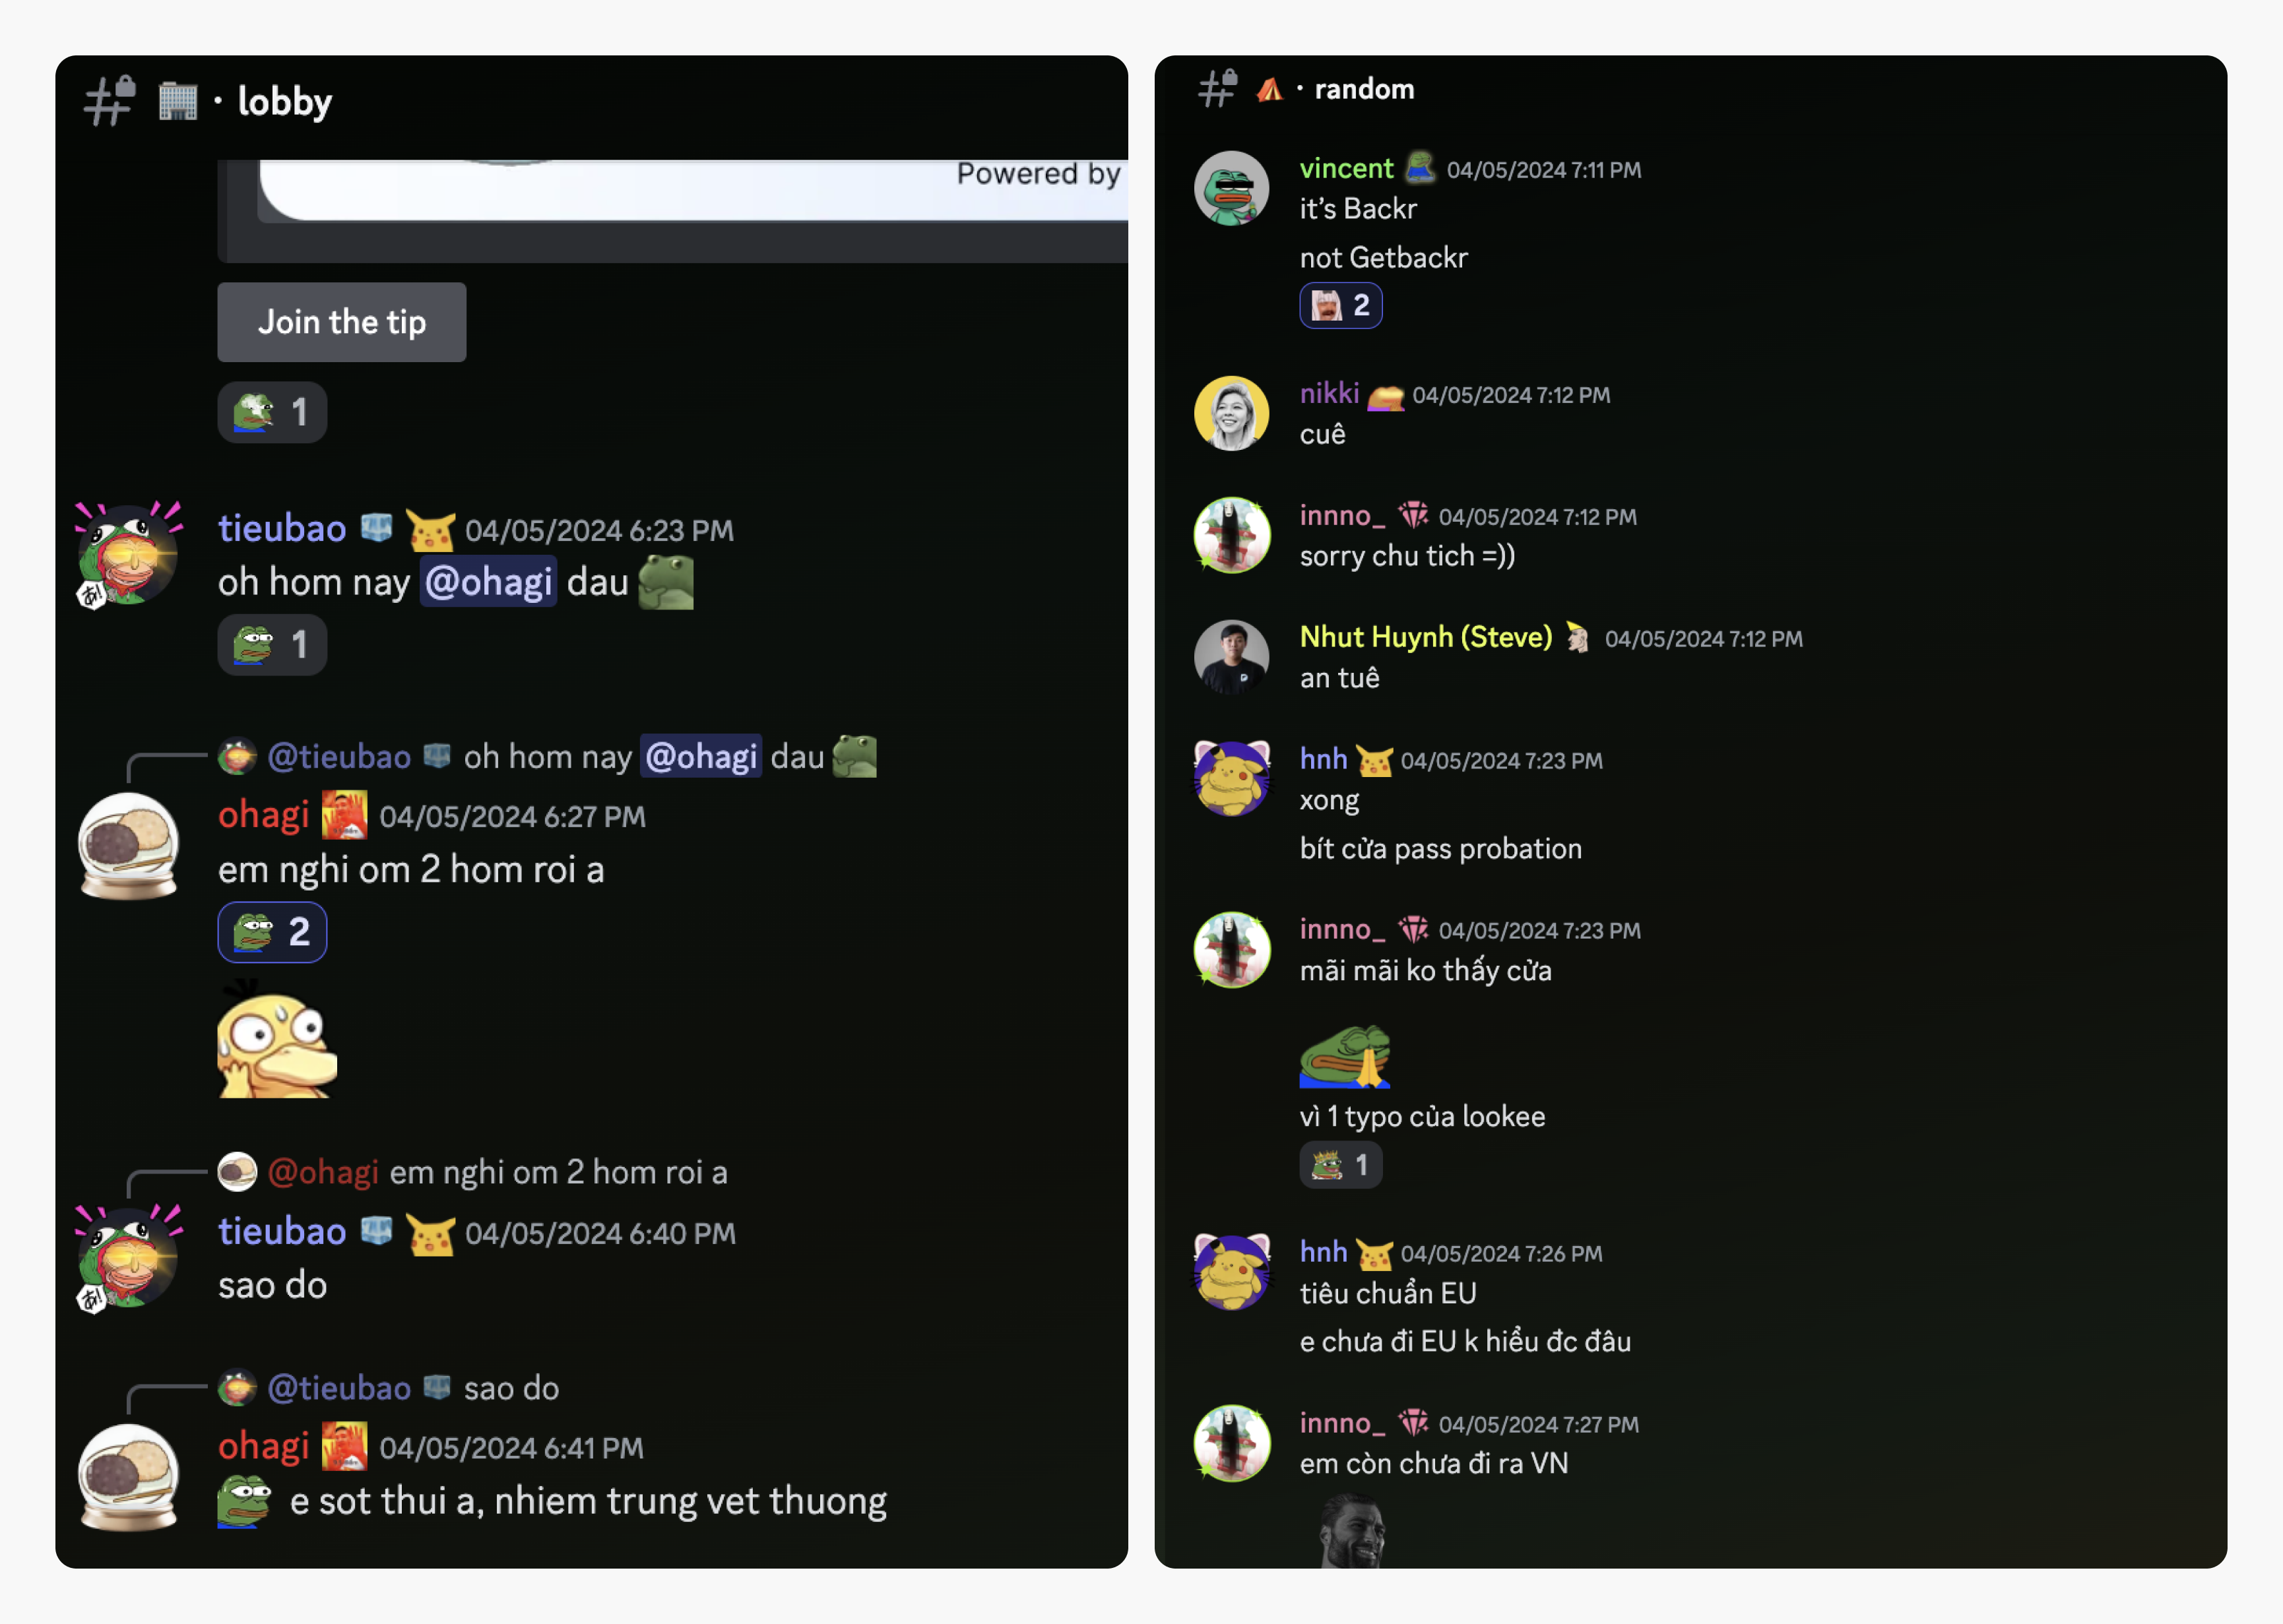 lobby
Powered by
Join the tip
1
tieubao 04/05/2024 6:23 PM
oh hom nay @ohagi dau
1
@tieubao oh hom nay @ohagi dau
ohagi 04/05/2024 6:27 PM
em nghi om 2 hom roi a
2
@ohagi em nghi om 2 hom roi a
tieubao 04/05/2024 6:40 PM
sao do
@tieubao sao do
ohagi 04/05/2024 6:41 PM
e sot thui a, nhiem trung vet thuong
random
vincent 04/05/2024 7:11 PM
it's Backr
not Getbackr
2
nikki 04/05/2024 7:12 PM
cuê
innno_ 04/05/2024 7:12 PM
sorry chu tich =))
Nhut Huynh (Steve) 04/05/2024 7:12 PM
an tuê
hnh 04/05/2024 7:23 PM
xong
bít cửa pass probation
innno_ 04/05/2024 7:23 PM
mãi mãi ko thấy cửa
vì 1 typo của lookee
1
hnh 04/05/2024 7:26 PM
tiêu chuẩn EU
e chưa đi EU k hiểu đc đâu
innno_ 04/05/2024 7:27 PM
em còn chưa đi ra VN